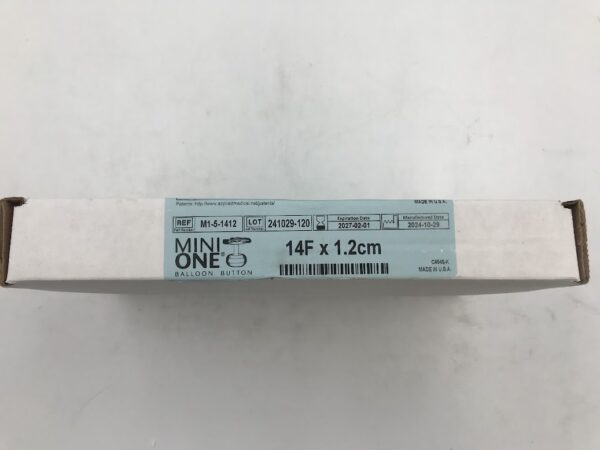 Patents: http://www.appliedmedical.net/patents/
MADE IN U.S.A.
REF M1-5-1412 LOT 241029-120 Expiration Date 2027-02-01 Manufactured Date 2024-10-29
MINI
ONE®
BALLOON BUTTON
14F x 1.2cm
MADE IN U.S.A.